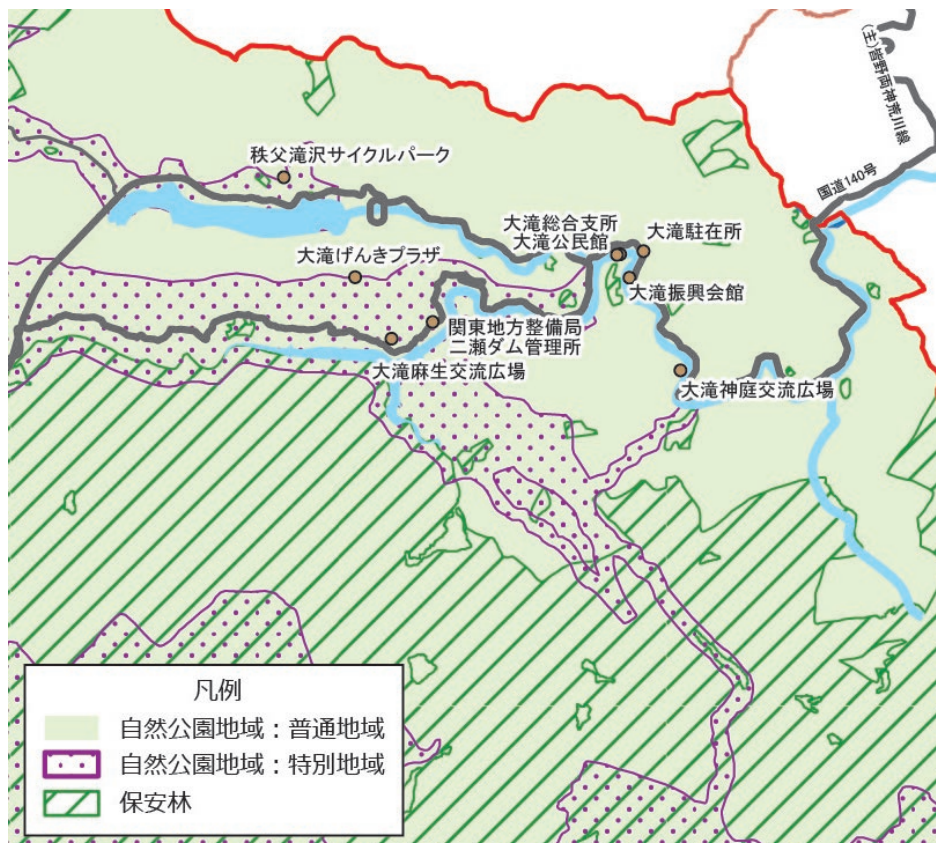 (主)皆野両神荒川線
国道140号
秩父滝沢サイクルパーク
大滝総合支所
大滝公民館
大滝駐在所
大滝げんきプラザ
大滝振興会館
関東地方整備局
二瀬ダム管理所
大滝麻生交流広場
大滝神庭交流広場
凡例
自然公園地域：普通地域
自然公園地域：特別地域
保安林